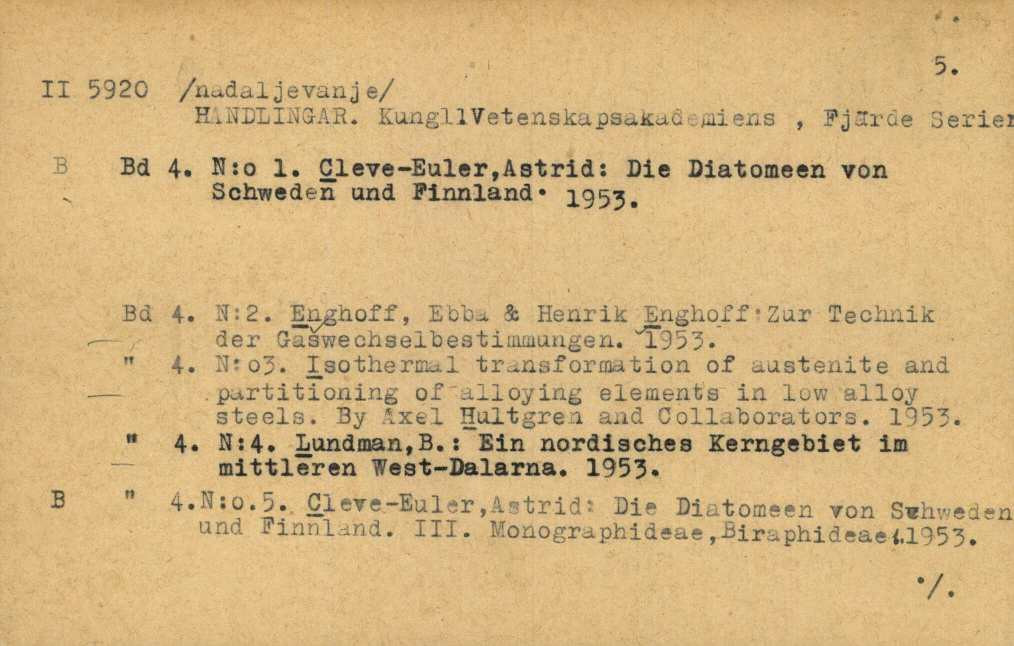 5.
II 5920 /nadaljevanje/
HANDLINGAR. KungllVetenskapsakademiens , Fjärde Serien
B Bd 4. N:o 1. Cleve-Euler,Astrid: Die Diatomeen von
Schweden und Finnland. 1953.
Bd 4. N:2. Enghoff, Ebba & Henrik Enghoff:Zur Technik
der Gaswechselbestimmungen. 1953.
" 4. N:o3. Isothermal transformation of austenite and
partitioning of alloying elements in low alloy
steels. By Axel Hultgren and Collaborators. 1953.
" 4. N:4. Lundman,B.: Ein nordisches Kerngebiet im
mittleren West-Dalarna. 1953.
B " 4.N:o.5. Cleve-Euler,Astrid: Die Diatomeen von Schweden
und Finnland. III. Monographideae,Biraphideae 1.1953.
./.